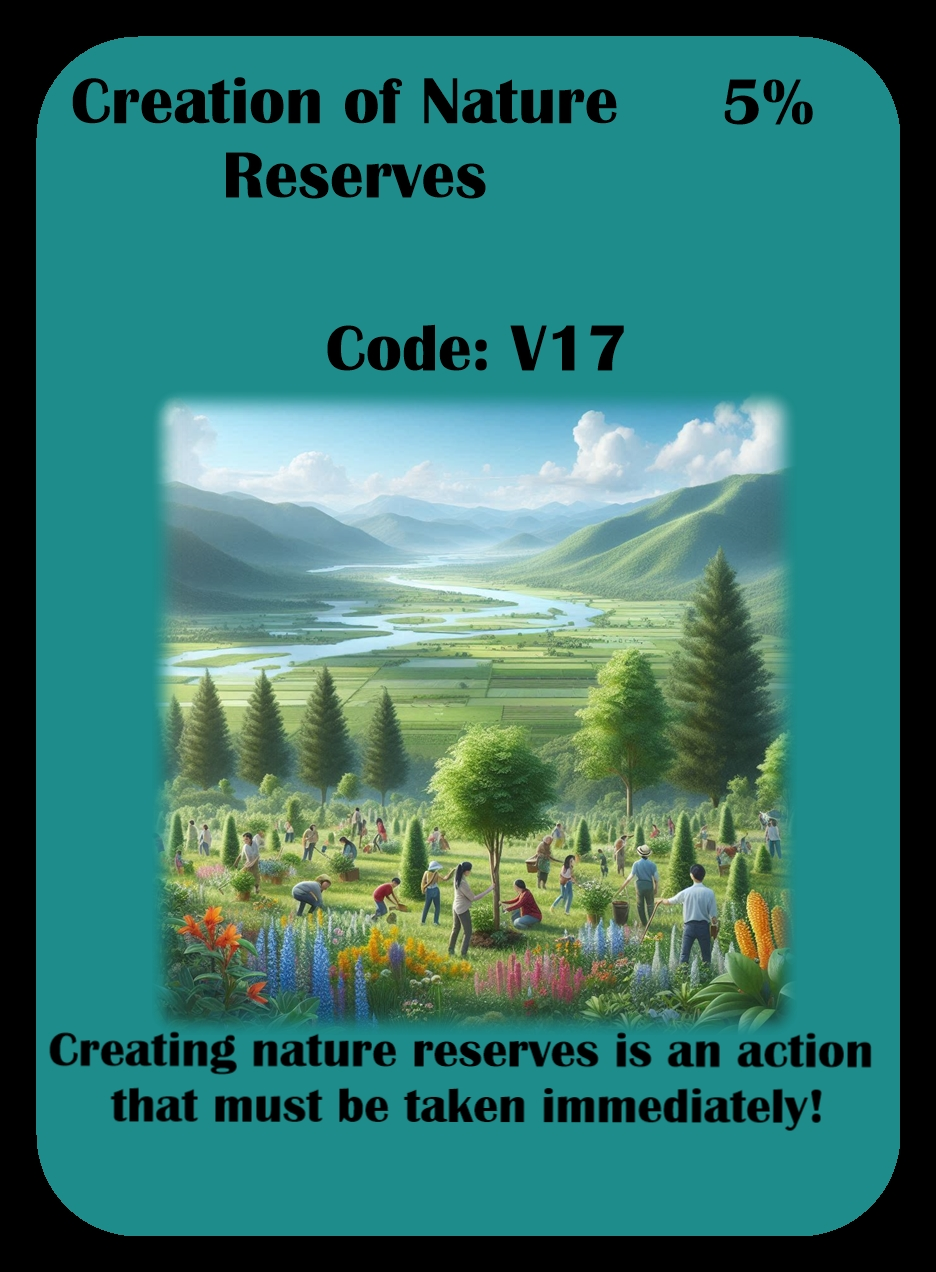 Creation of Nature 5%
Reserves
Code: V17
Creating nature reserves is an action
that must be taken immediately!